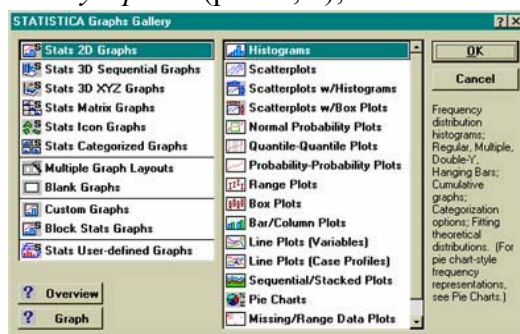 STATISTICA Graphs Gallery
Stats 2D Graphs
Stats 3D Sequential Graphs
Stats 3D XYZ Graphs
Stats Matrix Graphs
Stats Icon Graphs
Stats Categorized Graphs
Multiple Graph Layouts
Blank Graphs
Custom Graphs
Block Stats Graphs
Stats User-defined Graphs
? Overview
? Graph
Histograms
Scatterplots
Scatterplots w/Histograms
Scatterplots w/Box Plots
Normal Probability Plots
Quantile-Quantile Plots
Probability-Probability Plots
Range Plots
Box Plots
Bar/Column Plots
Line Plots (Variables)
Line Plots (Case Profiles)
Sequential/Stacked Plots
Pie Charts
Missing/Range Data Plots
OK
Cancel
Frequency
distribution
histograms;
Regular, Multiple,
Double-Y,
Hanging Bars;
Cumulative
graphs;
Categorization
options; Fitting
theoretical
distributions. (For
pie chart-style
frequency
representations,
see Pie Charts.)